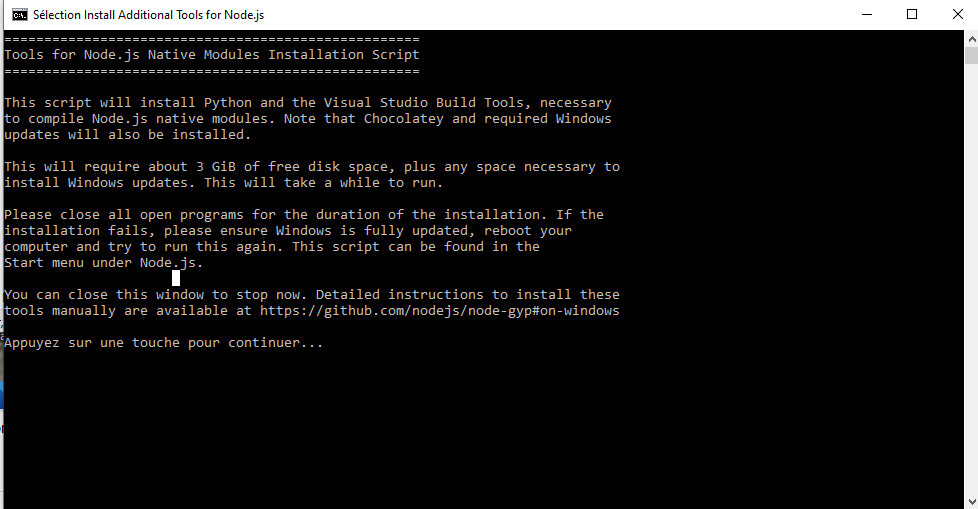 Sélection Install Additional Tools for Node.js
====================================================
Tools for Node.js Native Modules Installation Script
====================================================
This script will install Python and the Visual Studio Build Tools, necessary
to compile Node.js native modules. Note that Chocolatey and required Windows
updates will also be installed.
This will require about 3 GiB of free disk space, plus any space necessary to
install Windows updates. This will take a while to run.
Please close all open programs for the duration of the installation. If the
installation fails, please ensure Windows is fully updated, reboot your
computer and try to run this again. This script can be found in the
Start menu under Node.js.
You can close this window to stop now. Detailed instructions to install these
tools manually are available at https://github.com/nodejs/node-gyp#on-windows
Appuyez sur une touche pour continuer...